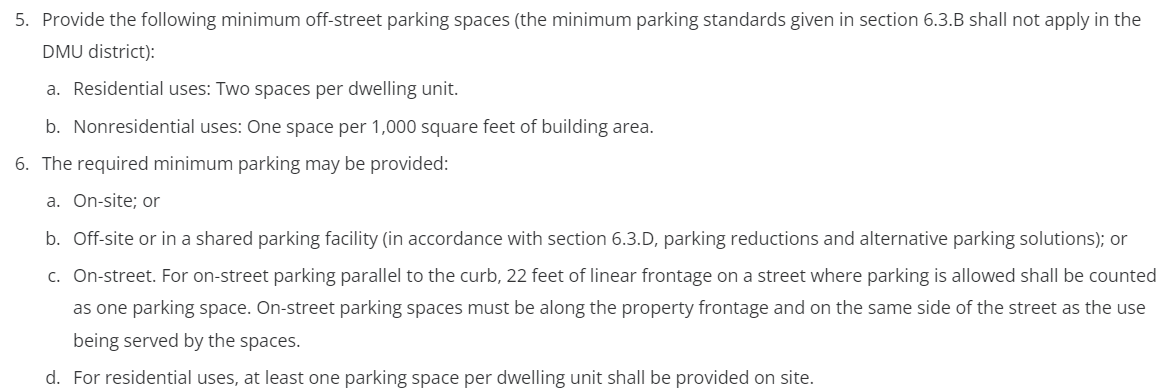 5. Provide the following minimum off-street parking spaces (the minimum parking standards given in section 6.3.B shall not apply in the
DMU district):
a. Residential uses: Two spaces per dwelling unit.
b. Nonresidential uses: One space per 1,000 square feet of building area.
6. The required minimum parking may be provided:
a. On-site; or
b. Off-site or in a shared parking facility (in accordance with section 6.3.D, parking reductions and alternative parking solutions); or
c. On-street. For on-street parking parallel to the curb, 22 feet of linear frontage on a street where parking is allowed shall be counted
as one parking space. On-street parking spaces must be along the property frontage and on the same side of the street as the use
being served by the spaces.
d. For residential uses, at least one parking space per dwelling unit shall be provided on site.